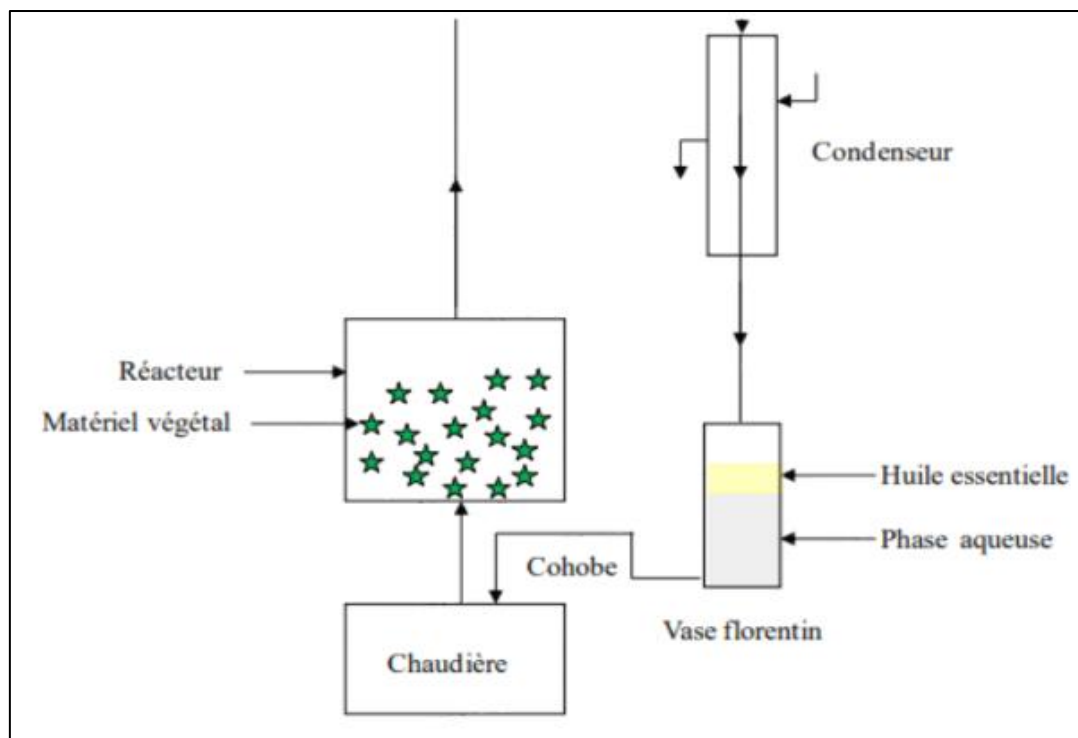 Condenseur
Réacteur
Matériel végétal
Huile essentielle
Phase aqueuse
Cohobe
Vase florentin
Chaudière